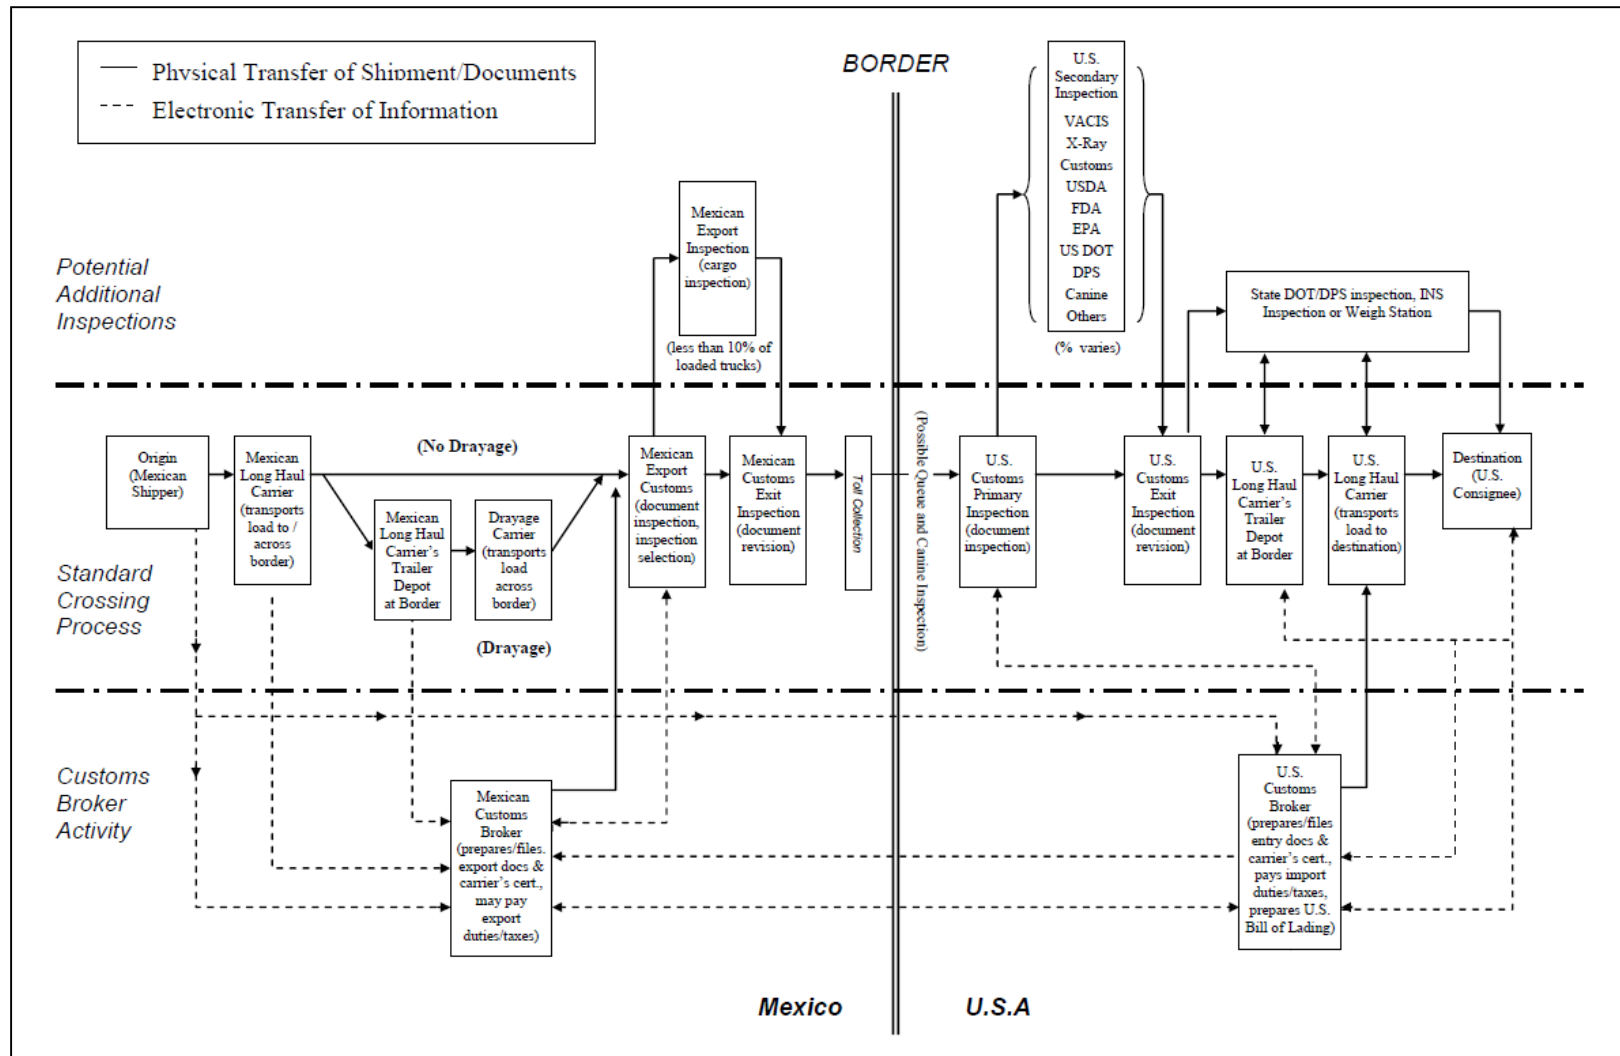 Physical Transfer of Shipment/Documents
Electronic Transfer of Information
BORDER
Potential
Additional
Inspections
Mexican
Export
Inspection
(cargo
inspection)
(less than 10% of
loaded trucks)
U.S.
Secondary
Inspection
VACIS
X-Ray
Customs
USDA
FDA
EPA
US DOT
DPS
Canine
Others
(% varies)
State DOT/DPS inspection, INS
Inspection or Weigh Station
Standard
Crossing
Process
Origin
(Mexican
Shipper)
Mexican
Long Haul
Carrier
(transports
load to /
across
border)
(No Drayage)
Mexican
Long Haul
Carrier's
Trailer
Depot
at Border
Drayage
Carrier
(transports
load
across
border)
(Drayage)
Mexican
Export
Customs
(document
inspection,
inspection
selection)
Mexican
Customs
Exit
Inspection
(document
revision)
Toll Collection
(Possible Queue and Canine Inspection)
U.S.
Customs
Primary
Inspection
(document
inspection)
U.S.
Customs
Exit
Inspection
(document
revision)
U.S.
Long Haul
Carrier's
Trailer
Depot
at Border
U.S.
Long Haul
Carrier
(transports
load to
destination)
Destination
(U.S.
Consignee)
Customs
Broker
Activity
Mexican
Customs
Broker
(prepares/files.
export docs &
carrier's cert.,
may pay
export
duties/taxes)
U.S.
Customs
Broker
(prepares/files
entry docs &
carrier's cert.,
pays import
duties/taxes,
prepares U.S.
Bill of Lading)
Mexico
U.S.A